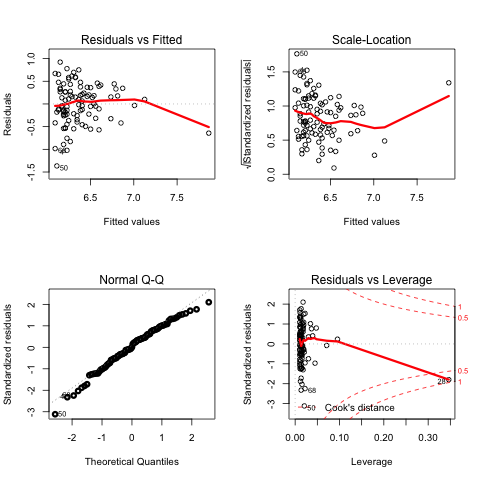 Residuals vs Fitted
Residuals
1.0
0.5
-0.5
-1.5
50
6.5 7.0 7.5
Fitted values
Scale-Location
√|Standardized residuals|
1.5
1.0
0.5
0.0
50
6.5 7.0 7.5
Fitted values
Normal Q-Q
Standardized residuals
2
1
0
-1
-2
-3
50
-2 -1 0 1 2
Theoretical Quantiles
Residuals vs Leverage
Standardized residuals
2
1
0
-1
-2
-3
1
0.5
0.5
1
28
68
50
Cook's distance
0.00 0.10 0.20 0.30
Leverage